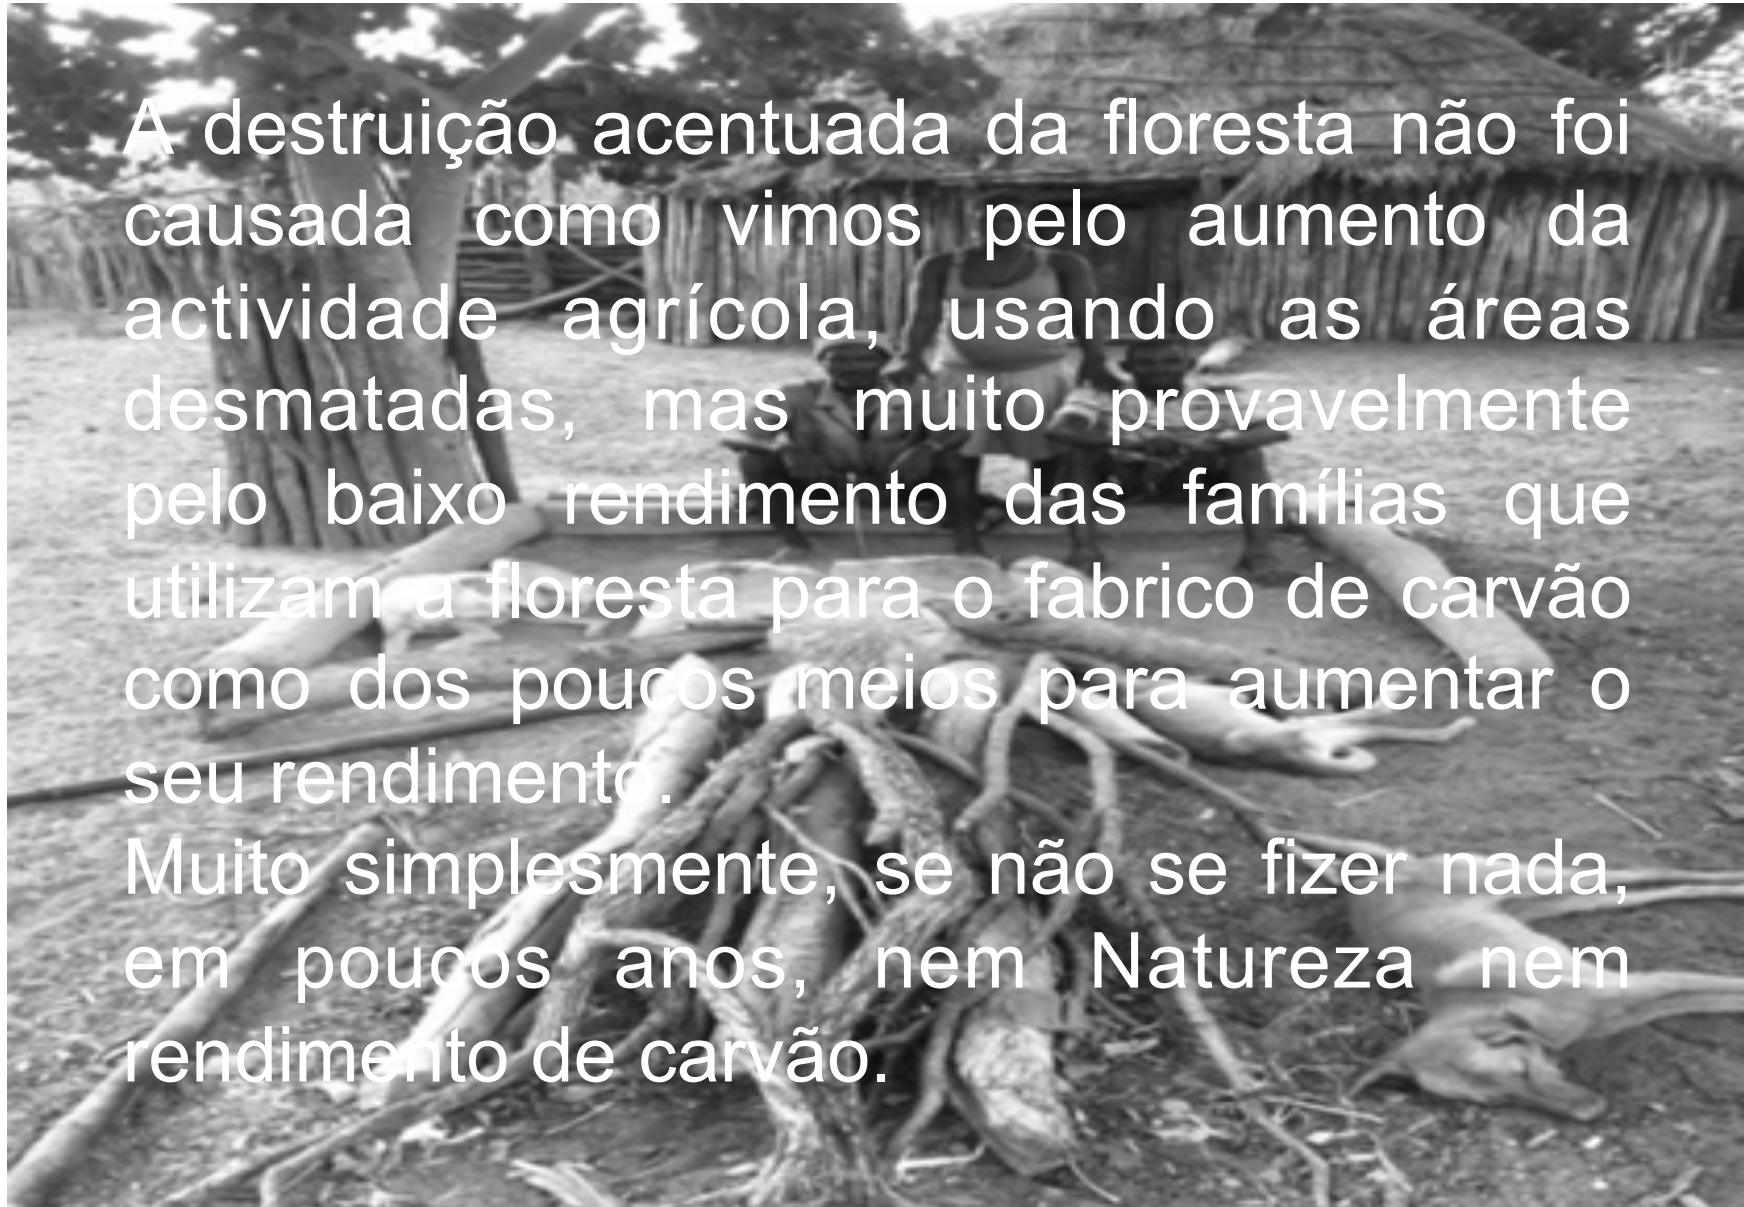 A destruição acentuada da floresta não foi
causada como vimos pelo aumento da
actividade agrícola, usando as áreas
desmatadas, mas muito provavelmente
pelo baixo rendimento das famílias que
utilizam a floresta para o fabrico de carvão
como dos poucos meios para aumentar o
seu rendimento.
Muito simplesmente, se não se fizer nada,
em poucos anos, nem Natureza nem
rendimento de carvão.